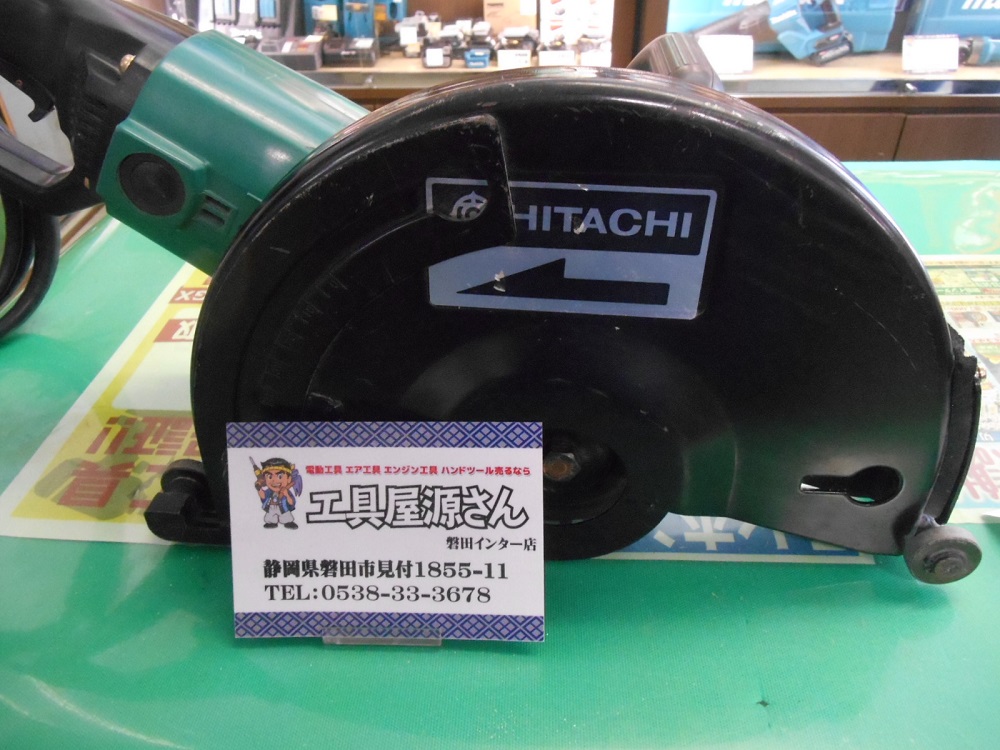 HITACHI
電動工具 エア工具 エンジン工具 ハンドツール売るなら
工具屋源さん
磐田インター店
静岡県磐田市見付1855-11
TEL:0538-33-3678